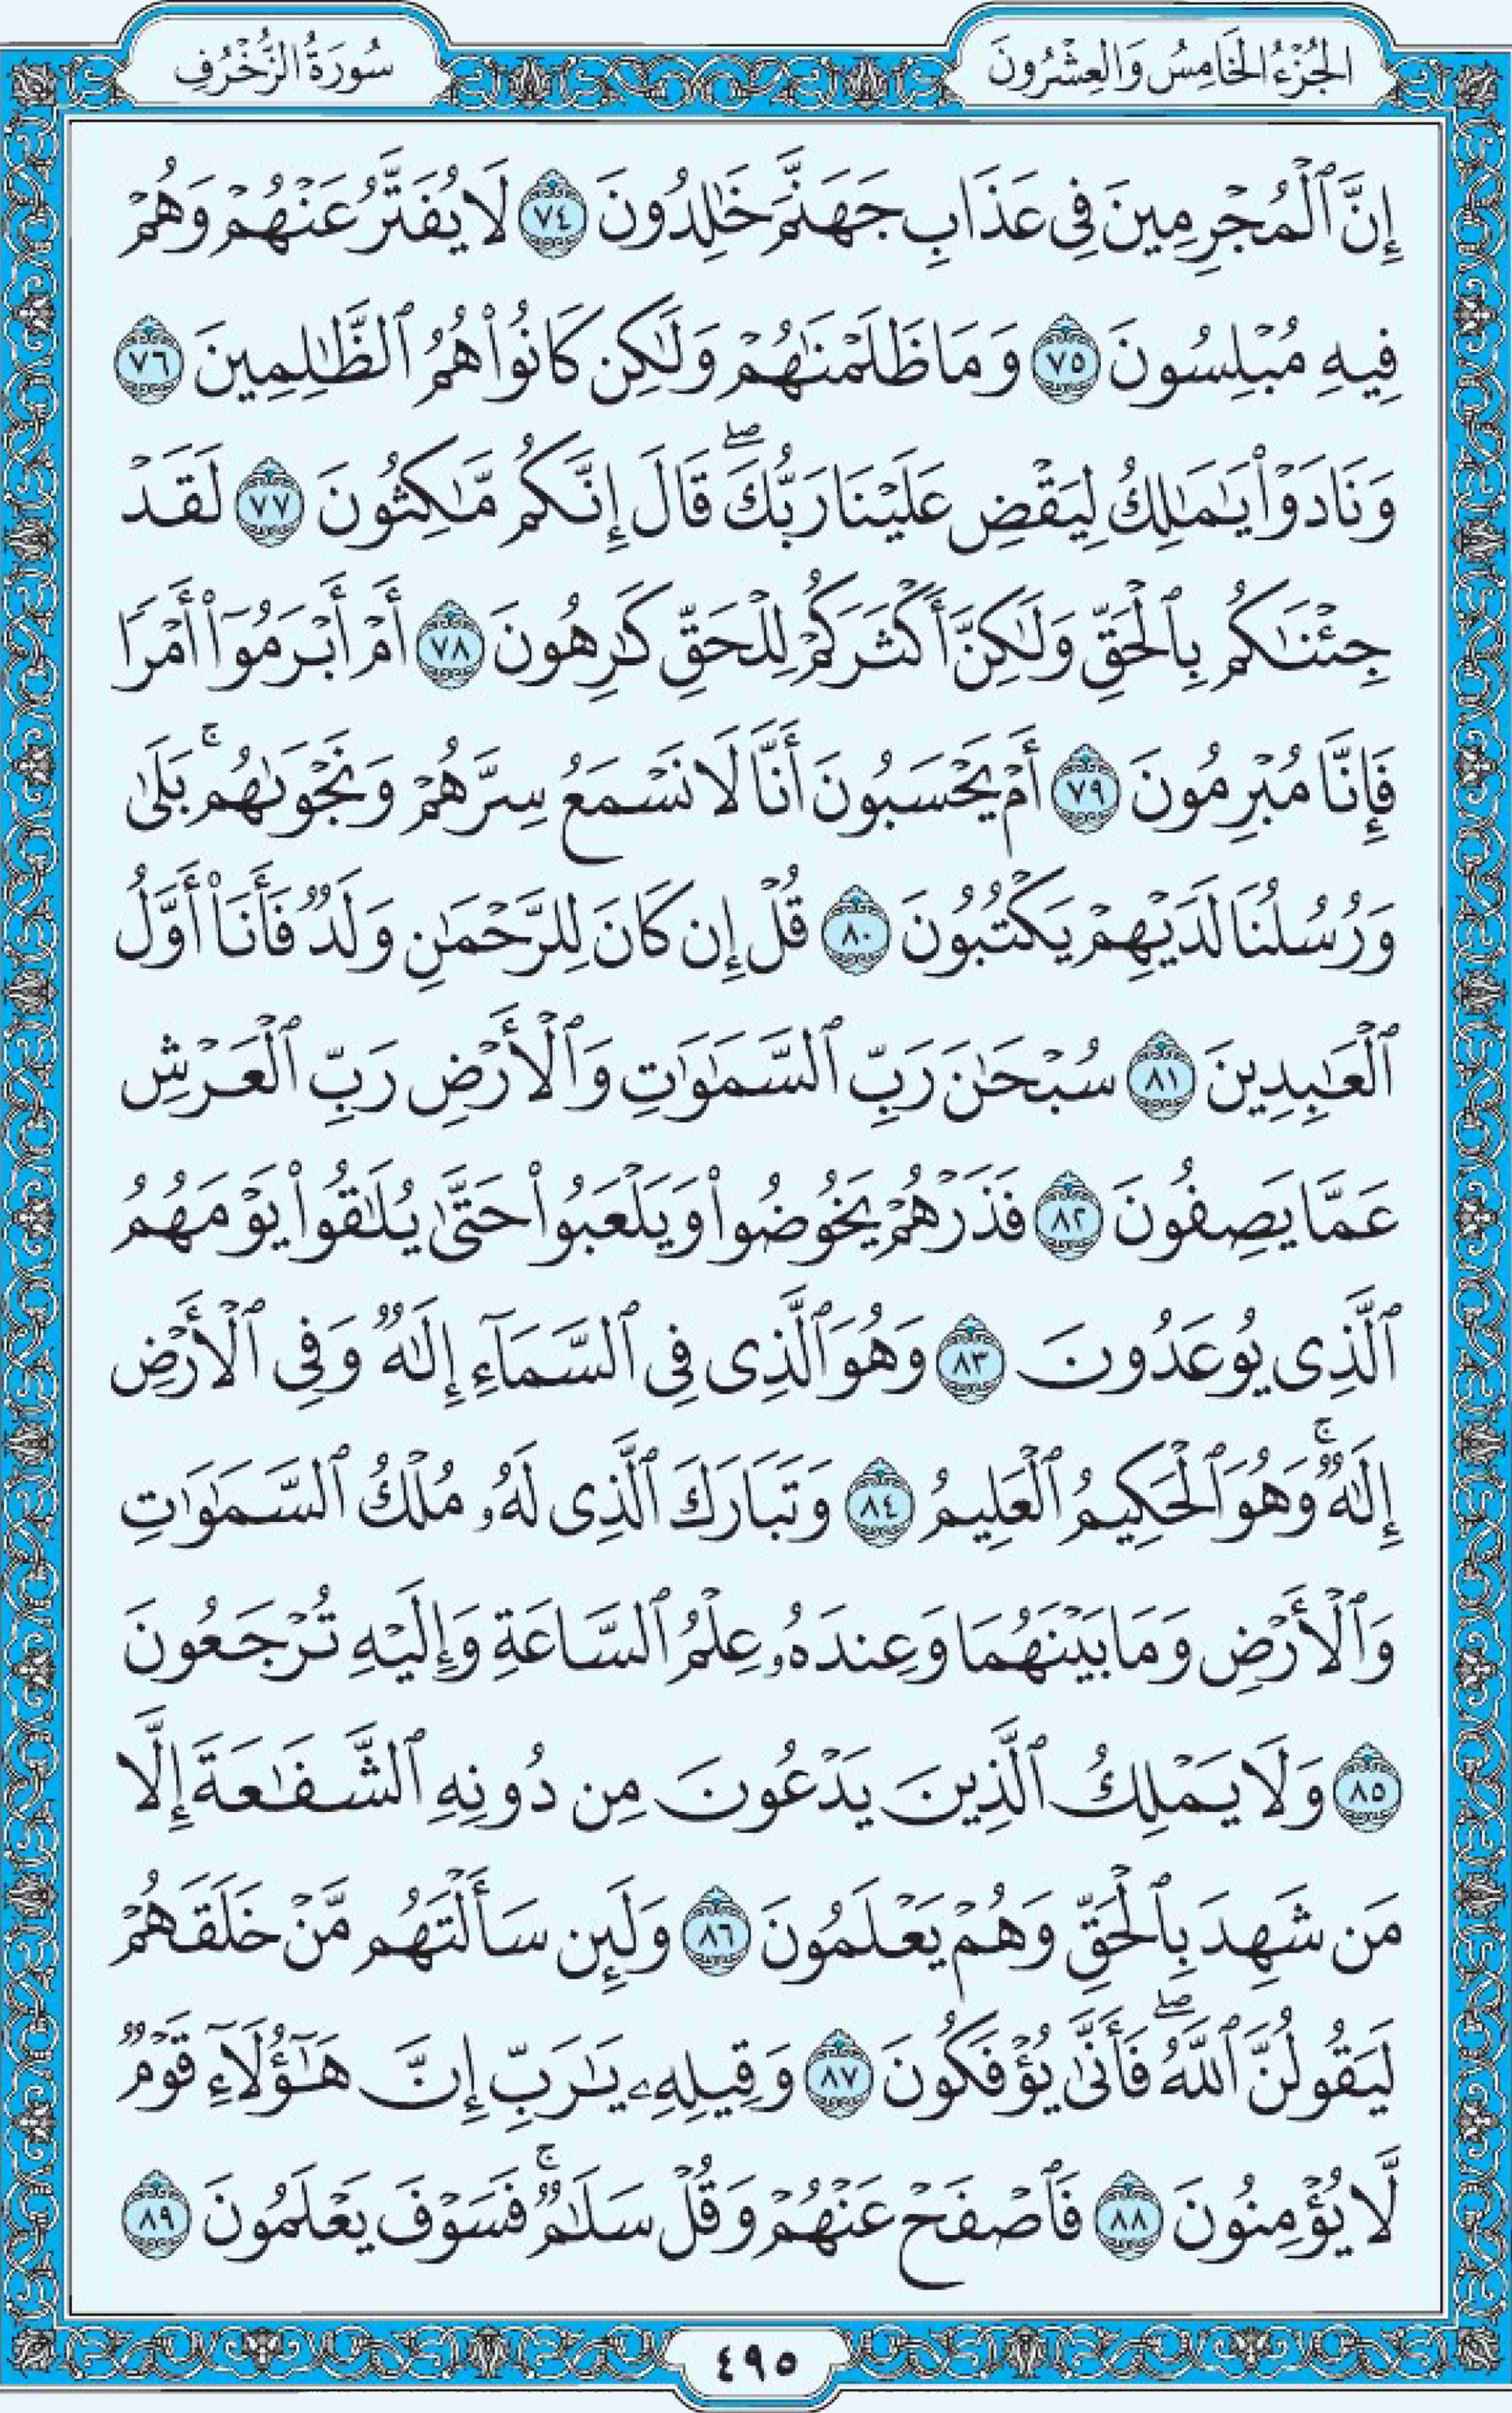 الجُزْءُ الخَامِسُ وَالعِشْرُونَ
سُورَةُ الزُّخْرُفِ
إِنَّ ٱلْمُجْرِمِينَ فِى عَذَابِ جَهَنَّمَ خَٰلِدُونَ ٧٤ لَا يُفَتَّرُ عَنْهُمْ وَهُمْ
فِيهِ مُبْلِسُونَ ٧٥ وَمَا ظَلَمْنَٰهُمْ وَلَٰكِن كَانُوا۟ هُمُ ٱلظَّٰلِمِينَ ٧٦
وَنَادَوْا۟ يَٰمَٰلِكُ لِيَقْضِ عَلَيْنَا رَبُّكَ ۖ قَالَ إِنَّكُم مَّٰكِثُونَ ٧٧ لَقَدْ
جِئْنَٰكُم بِٱلْحَقِّ وَلَٰكِنَّ أَكْثَرَكُمْ لِلْحَقِّ كَٰرِهُونَ ٧٨ أَمْ أَبْرَمُوٓا۟ أَمْرًا
فَإِنَّا مُبْرِمُونَ ٧٩ أَمْ يَحْسَبُونَ أَنَّا لَا نَسْمَعُ سِرَّهُمْ وَنَجْوَىٰهُم ۚ بَلَىٰ
وَرُسُلُنَا لَدَيْهِمْ يَكْتُبُونَ ٨٠ قُلْ إِن كَانَ لِلرَّحْمَٰنِ وَلَدٌ فَأَنَا۠ أَوَّلُ
ٱلْعَٰبِدِينَ ٨١ سُبْحَٰنَ رَبِّ ٱلسَّمَٰوَٰتِ وَٱلْأَرْضِ رَبِّ ٱلْعَرْشِ
عَمَّا يَصِفُونَ ٨٢ فَذَرْهُمْ يَخُوضُوا۟ وَيَلْعَبُوا۟ حَتَّىٰ يُلَٰقُوا۟ يَوْمَهُمُ
ٱلَّذِى يُوعَدُونَ ٨٣ وَهُوَ ٱلَّذِى فِى ٱلسَّمَآءِ إِلَٰهٌ وَفِى ٱلْأَرْضِ
إِلَٰهٌ ۚ وَهُوَ ٱلْحَكِيمُ ٱلْعَلِيمُ ٨٤ وَتَبَارَكَ ٱلَّذِى لَهُۥ مُلْكُ ٱلسَّمَٰوَٰتِ
وَٱلْأَرْضِ وَمَا بَيْنَهُمَا وَعِندَهُۥ عِلْمُ ٱلسَّاعَةِ وَإِلَيْهِ تُرْجَعُونَ
٨٥ وَلَا يَمْلِكُ ٱلَّذِينَ يَدْعُونَ مِن دُونِهِ ٱلشَّفَٰعَةَ إِلَّا
مَن شَهِدَ بِٱلْحَقِّ وَهُمْ يَعْلَمُونَ ٨٦ وَلَئِن سَأَلْتَهُم مَّنْ خَلَقَهُمْ
لَيَقُولُنَّ ٱللَّهُ ۖ فَأَنَّىٰ يُؤْفَكُونَ ٨٧ وَقِيلِهِۦ يَٰرَبِّ إِنَّ هَٰٓؤُلَآءِ قَوْمٌ
لَّا يُؤْمِنُونَ ٨٨ فَٱصْفَحْ عَنْهُمْ وَقُلْ سَلَٰمٌ ۚ فَسَوْفَ يَعْلَمُونَ ٨٩
٤٩٥